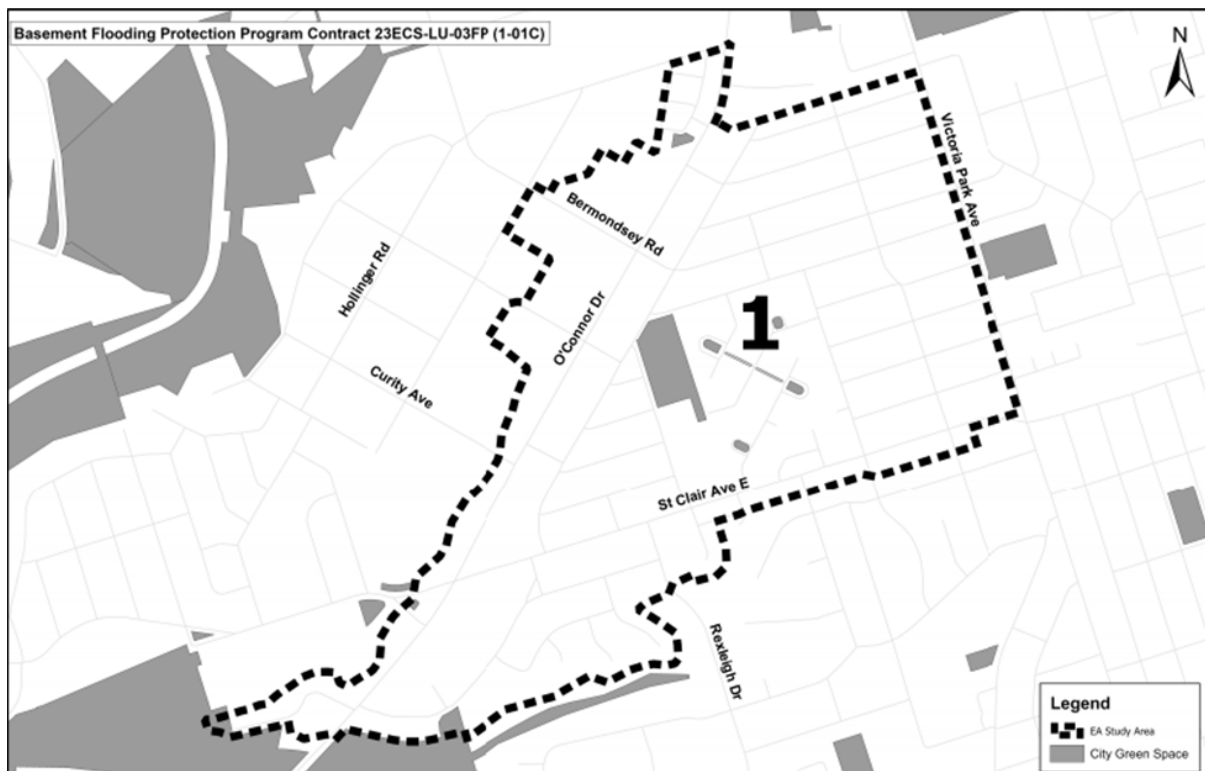 Basement Flooding Protection Program Contract 23ECS-LU-03FP (1-01C)
N
Victoria Park Ave
Bermondsey Rd
Hollinger Rd
O'Connor Dr
1
Curity Ave
St Clair Ave E
Rexleigh Dr
Legend
EA Study Area
City Green Space